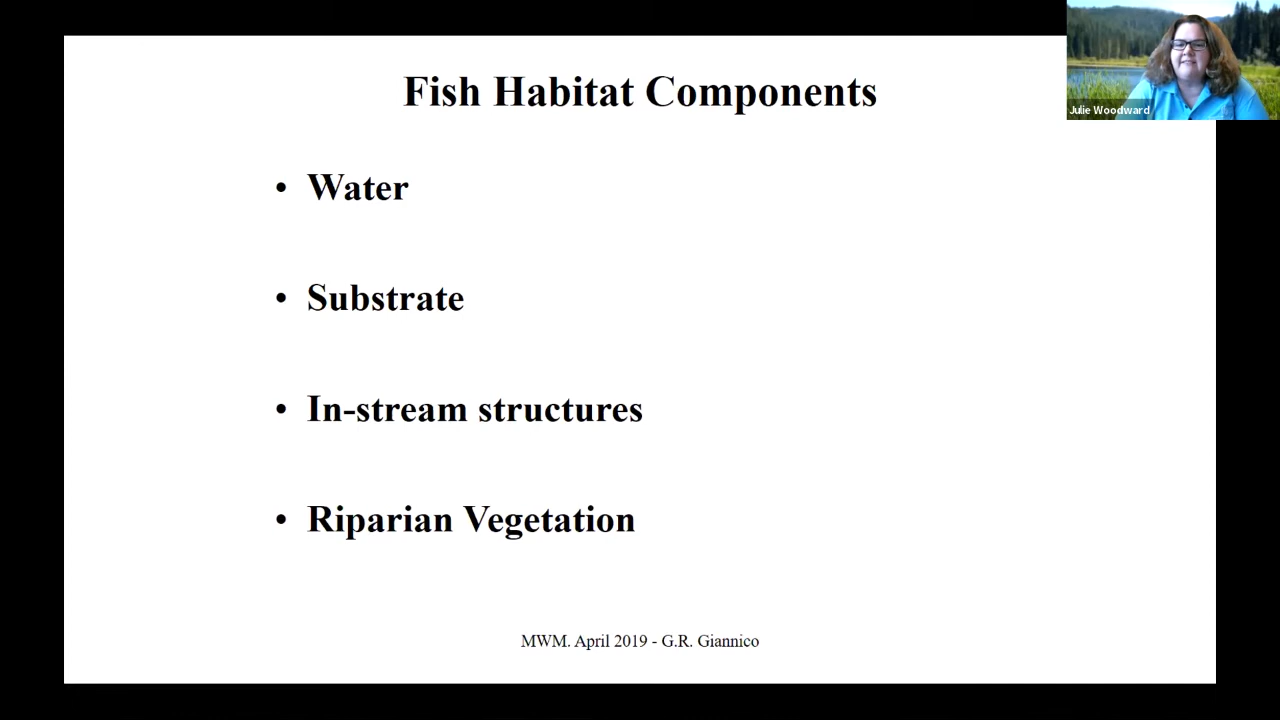 Fish Habitat Components
Julie Woodward
• Water
• Substrate
• In-stream structures
• Riparian Vegetation
MWM. April 2019 - G.R. Giannico